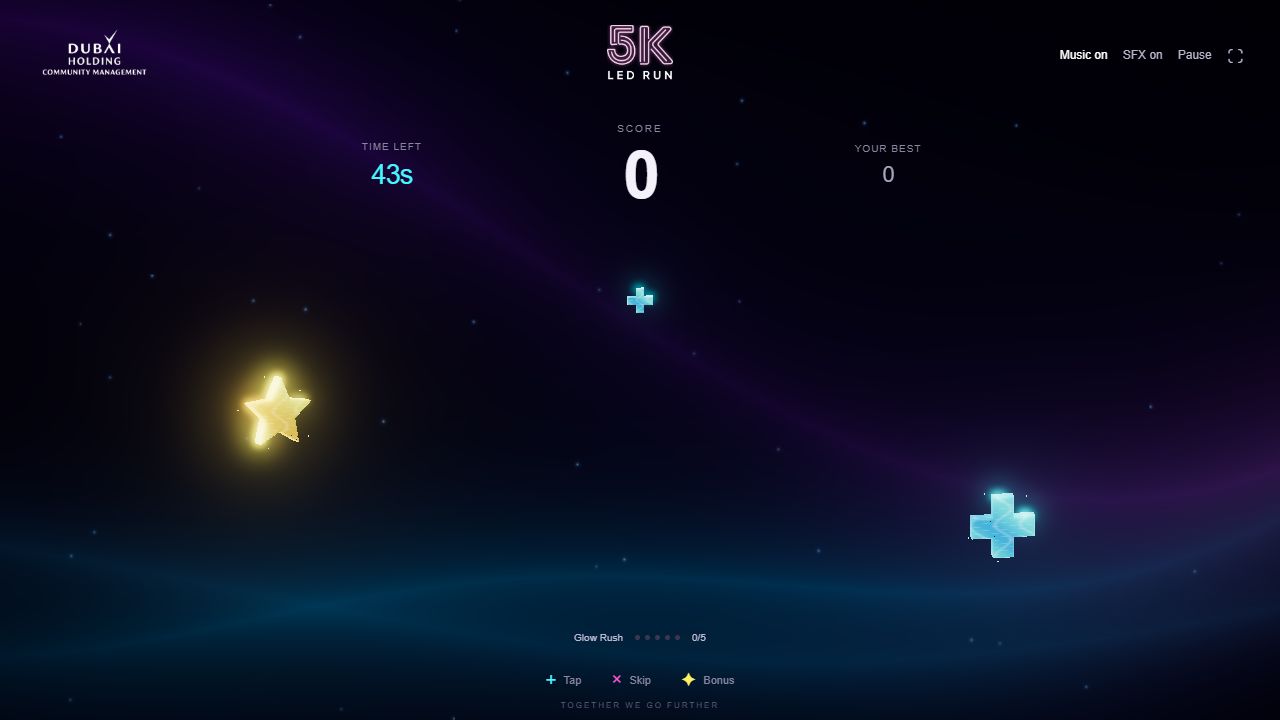 DUBAI
HOLDING
COMMUNITY MANAGEMENT
5K
LED RUN
Music on
SFX on
Pause
TIME LEFT
43s
SCORE
0
YOUR BEST
0
Glow Rush
0/5
Tap
Skip
Bonus
TOGETHER WE GO FURTHER